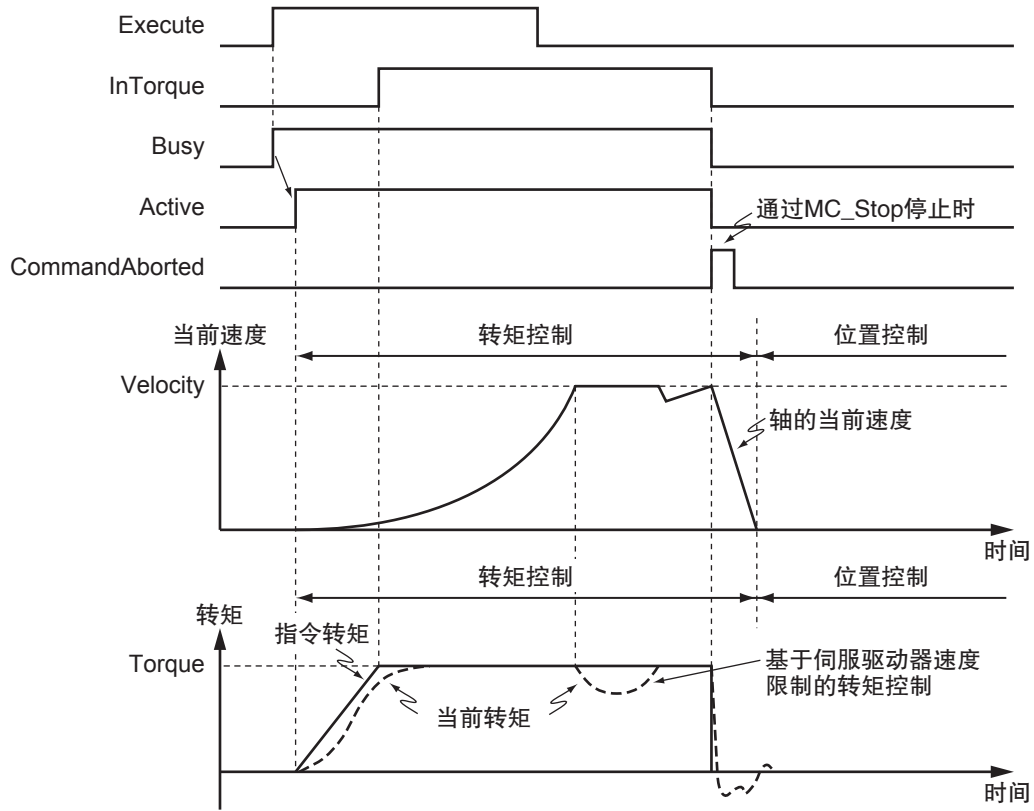 Execute
InTorque
Busy
Active
通过MC_Stop停止时
CommandAborted
当前速度
转矩控制
位置控制
Velocity
轴的当前速度
时间
转矩控制
位置控制
转矩
指令转矩
Torque
基于伺服驱动器速度
限制的转矩控制
当前转矩
时间